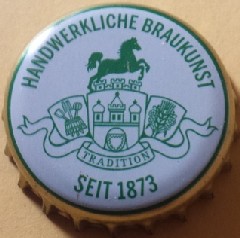 HANDWERKLICHE BRAUKUNST
TRADITION
SEIT 1873